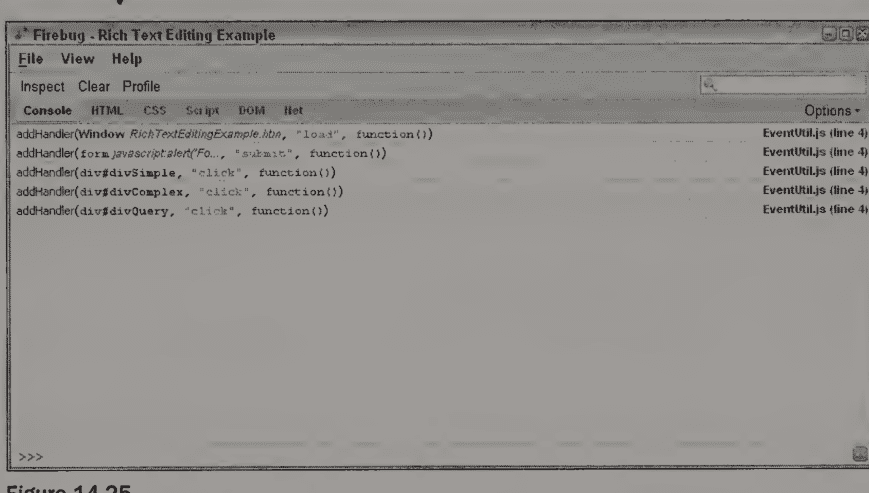 Firebug - Rich Text Editing Example
File View Help
Inspect Clear Profile
Console HTML CSS Script DOM Net
Options
addHandler(Window RichTextEditingExample.htm, "load", function())
EventUtil.js (line 4)
addHandler(form javascript:alert('Fo..., "submit", function())
EventUtil.js (line 4)
addHandler(div#divSimple, "click", function())
EventUtil.js (line 4)
addHandler(div#divComplex, "click", function())
EventUtil.js (line 4)
addHandler(div#divQuery, "click", function())
EventUtil.js (line 4)
>>>
Figure 14-25